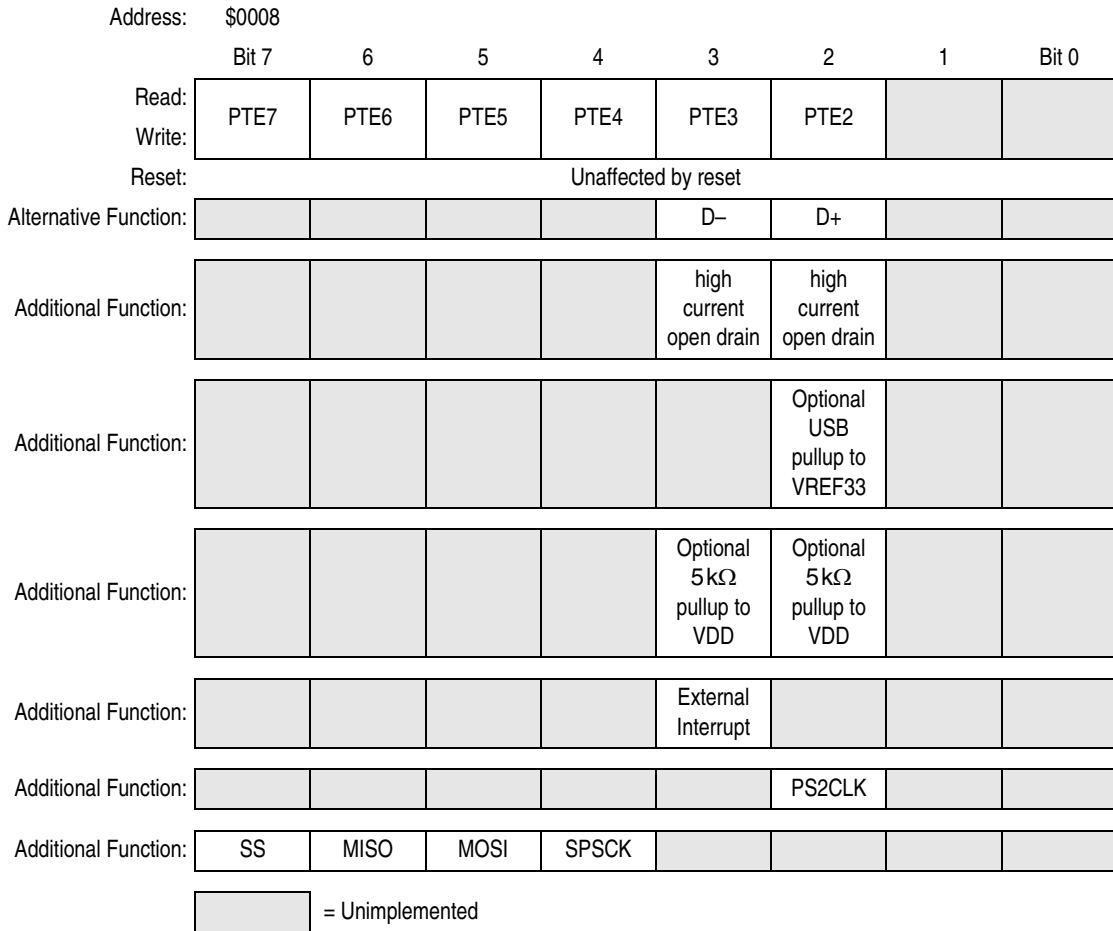 Address: $0008
Bit 7 6 5 4 3 2 1 Bit 0
Read:
PTE7 PTE6 PTE5 PTE4 PTE3 PTE2
Write:
Reset: Unaffected by reset
Alternative Function: D– D+
high high
Additional Function: current current
open drain open drain
Optional
Additional Function: USB
pullup to
VREF33
Optional Optional
Additional Function: 5kΩ 5kΩ
pullup to pullup to
VDD VDD
Additional Function: External
Interrupt
Additional Function: PS2CLK
Additional Function: SS MISO MOSI SPSCK
= Unimplemented